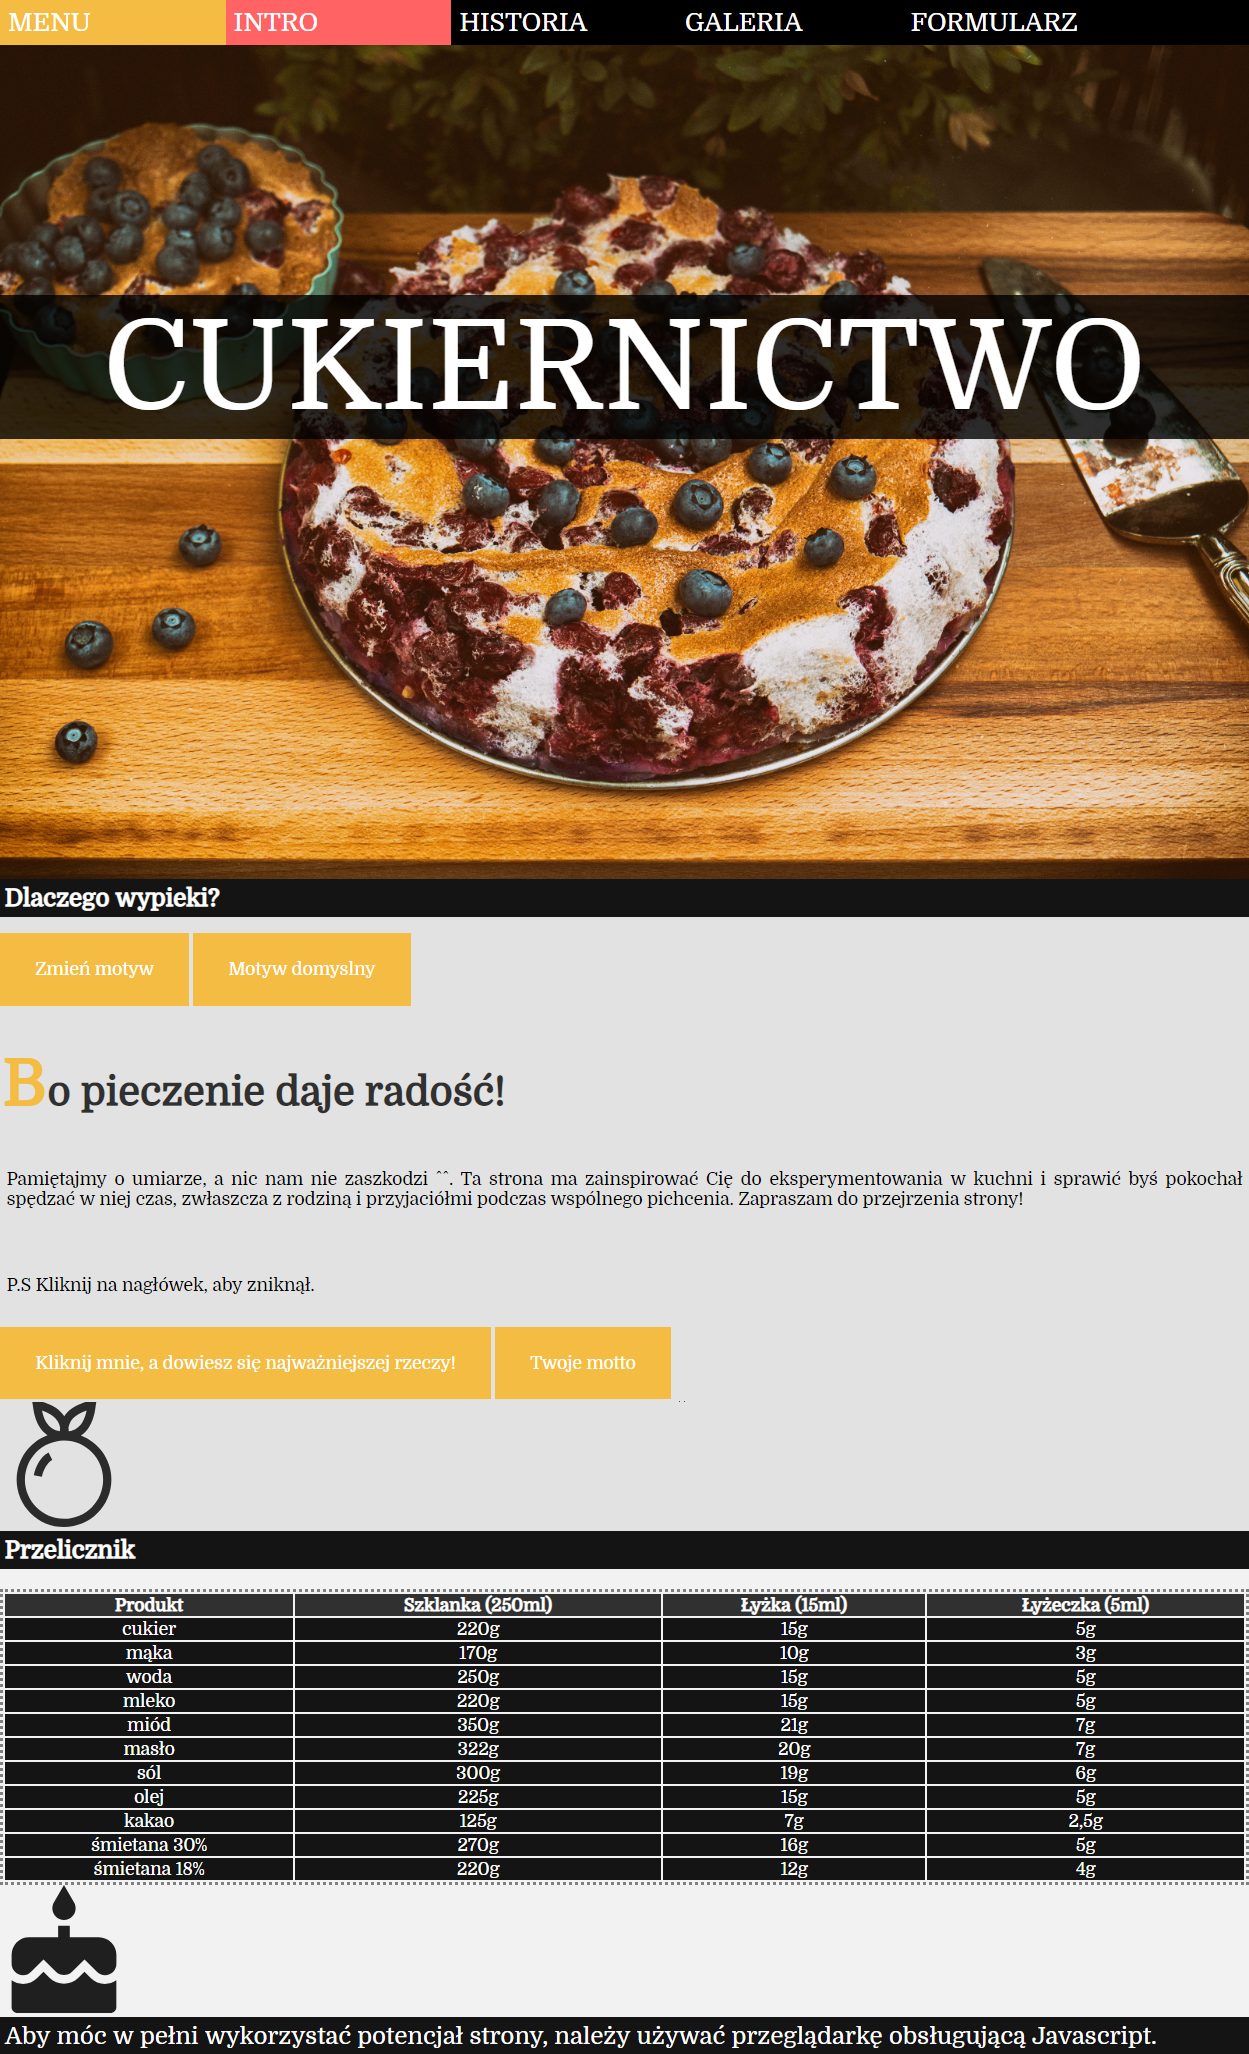 MENU INTRO HISTORIA GALERIA FORMULARZ
CUKIERNICTWO
Dlaczego wypieki?
Zmień motyw Motyw domyslny
Bo pieczenie daje radość!
Pamiętajmy o umiarze, a nic nam nie zaszkodzi ^^. Ta strona ma zainspirować Cię do eksperymentowania w kuchni i sprawić byś pokochał
spędzać w niej czas, zwłaszcza z rodziną i przyjaciółmi podczas wspólnego pichcenia. Zapraszam do przejrzenia strony!
P.S Kliknij na nagłówek, aby zniknął.
Kliknij mnie, a dowiesz się najważniejszej rzeczy! Twoje motto
Przelicznik
Produkt Szklanka (250ml) Łyżka (15ml) Łyżeczka (5ml)
cukier 220g 15g 5g
mąka 170g 10g 3g
woda 250g 15g 5g
mleko 220g 15g 5g
miód 350g 21g 7g
masło 322g 20g 7g
sól 300g 19g 6g
olej 225g 15g 5g
kakao 125g 7g 2,5g
śmietana 30% 270g 16g 5g
śmietana 18% 220g 12g 4g
Aby móc w pełni wykorzystać potencjał strony, należy używać przeglądarkę obsługującą Javascript.